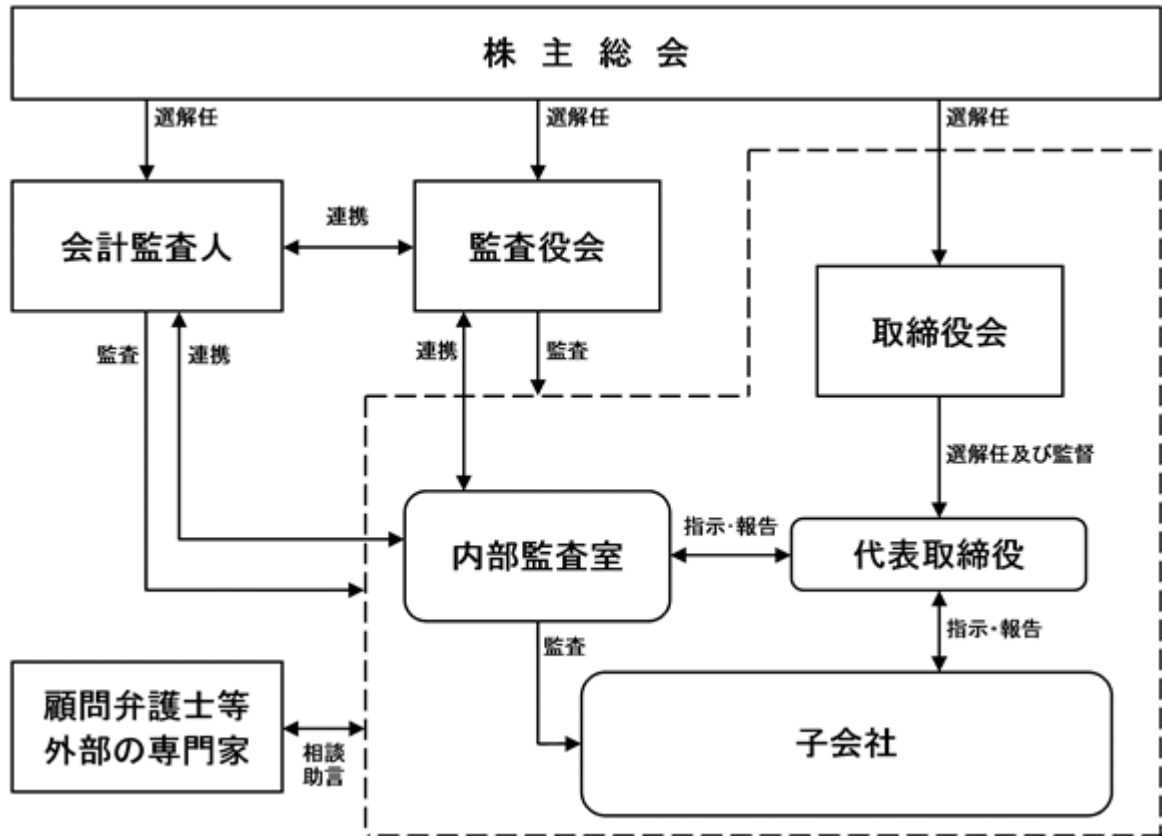 株主総会
選解任
選解任
選解任
会計監査人
連携
監査役会
取締役会
監査
連携
連携
監査
選解任及び監督
内部監査室
指示・報告
代表取締役
監査
指示・報告
顧問弁護士等
外部の専門家
相談
助言
子会社